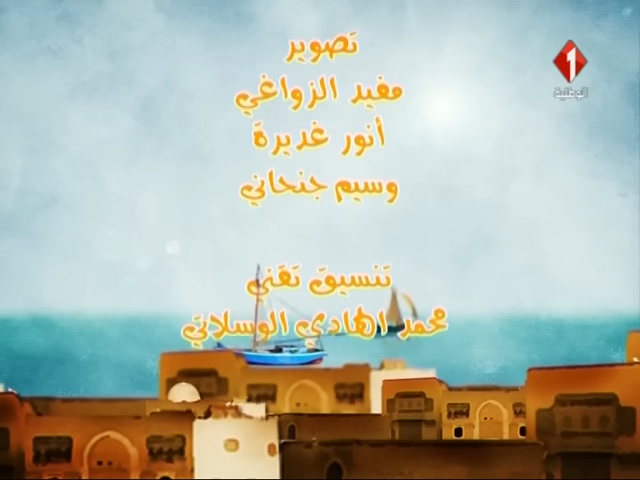 تصوير
مفيد الزواغي
أنور غديرة
وسيم جنحاني
تنسيق تقني
محمد الهادي الوسلاتي
1
الوطنية